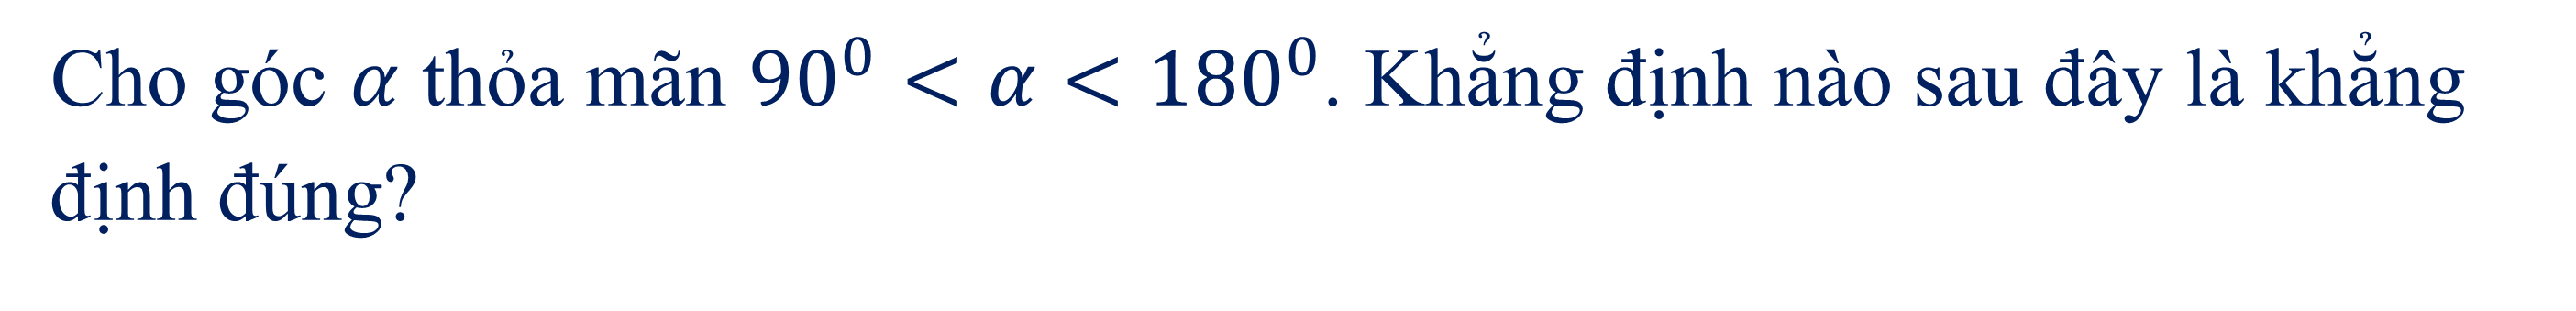 Cho góc α thỏa mãn 90⁰ < α < 180⁰. Khẳng định nào sau đây là khẳng
định đúng?